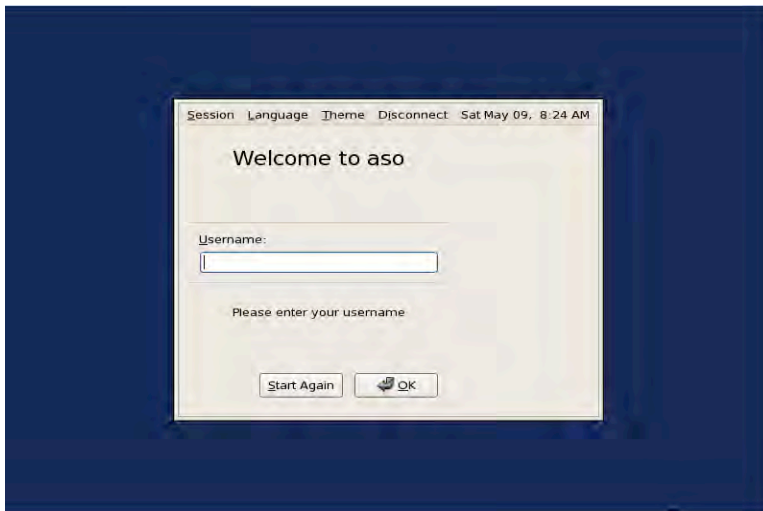 Session Language Theme Disconnect Sat May 09, 8:24 AM
Welcome to aso
Username:
Please enter your username
Start Again OK